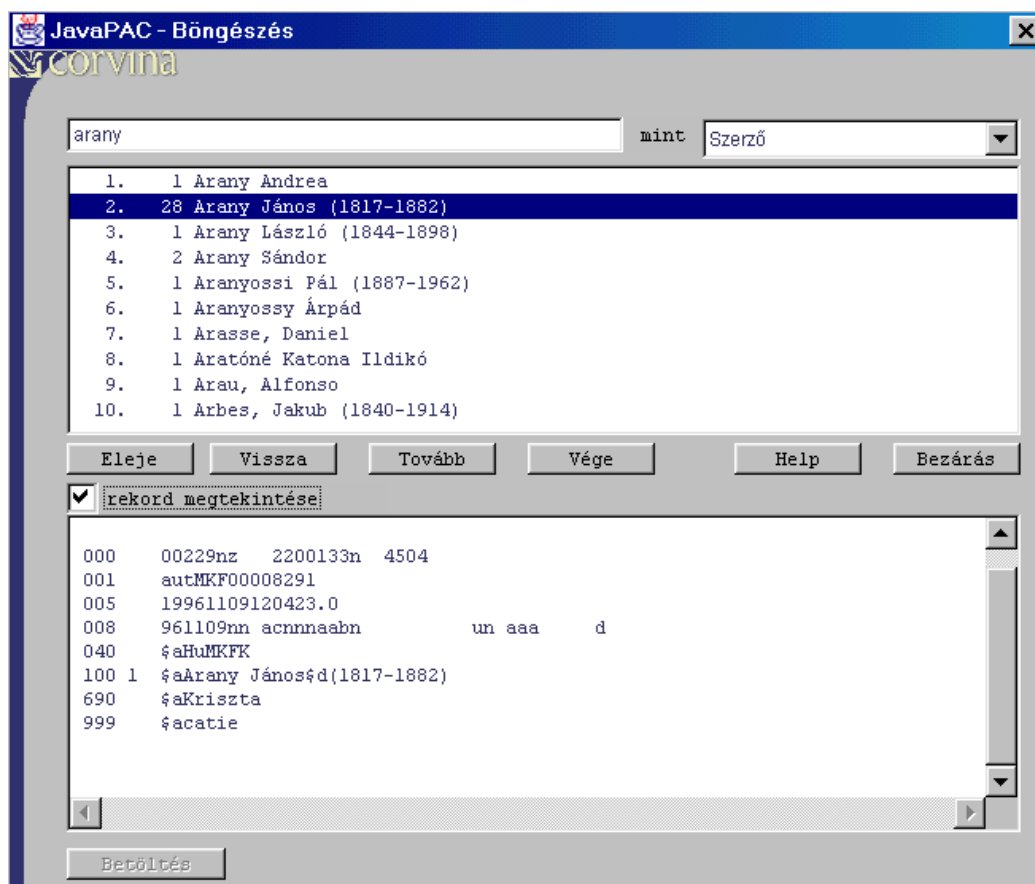 JavaPAC - Böngészés
corvina
arany mint Szerző
1. 1 Arany Andrea
2. 28 Arany János (1817-1882)
3. 1 Arany László (1844-1898)
4. 2 Arany Sándor
5. 1 Aranyossi Pál (1887-1962)
6. 1 Aranyossy Árpád
7. 1 Arasse, Daniel
8. 1 Aratóné Katona Ildikó
9. 1 Arau, Alfonso
10. 1 Arbes, Jakub (1840-1914)
Eleje Vissza Tovább Vége Help Bezárás
rekord megtekintése
000 00229nz 2200133n 4504
001 autMKF00008291
005 19961109120423.0
008 961109nn acnnnaabn un aaa d
040 $aHuMKFK
100 1 $aArany János$d(1817-1882)
690 $aKriszta
999 $acatie
Betöltés